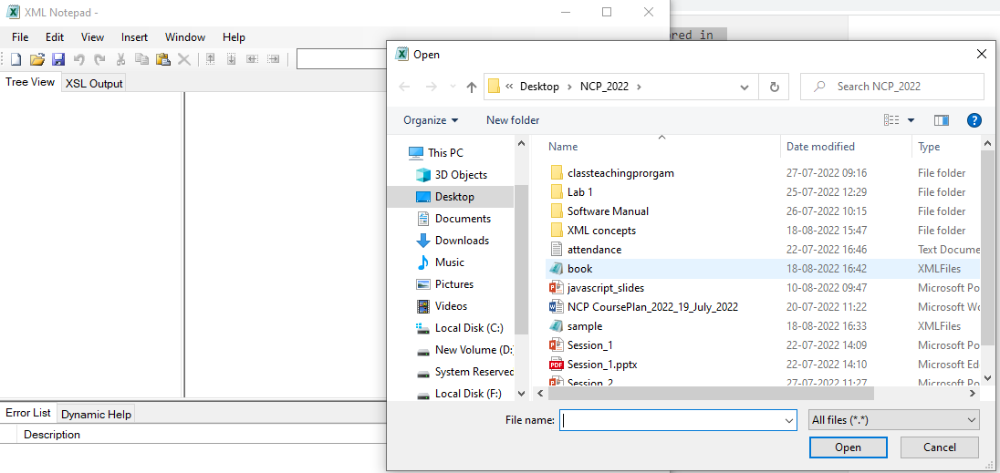 XML Notepad -
ored in
File Edit View Insert Window Help
Tree View XSL Output
Error List Dynamic Help
Description
Open
« Desktop › NCP_2022 ›
Search NCP_2022
Organize New folder
This PC
3D Objects
Desktop
Documents
Downloads
Music
Pictures
Videos
Local Disk (C:)
New Volume (D:
System Reserved
Local Disk (F:)
Name Date modified Type
classteachingprorgam 27-07-2022 09:16 File folder
Lab 1 25-07-2022 12:29 File folder
Software Manual 26-07-2022 10:15 File folder
XML concepts 18-08-2022 15:47 File folder
attendance 22-07-2022 16:46 Text Docume
book 18-08-2022 16:42 XMLFiles
javascript_slides 10-08-2022 09:47 Microsoft Po
NCP CoursePlan_2022_19_July_2022 20-07-2022 11:22 Microsoft Wo
sample 18-08-2022 16:33 XMLFiles
Session_1 22-07-2022 14:09 Microsoft Po
Session_1.pptx 22-07-2022 14:10 Microsoft Ed
Session_2 27-07-2022 11:27 Microsoft Po
File name: All files (*.*)
Open Cancel